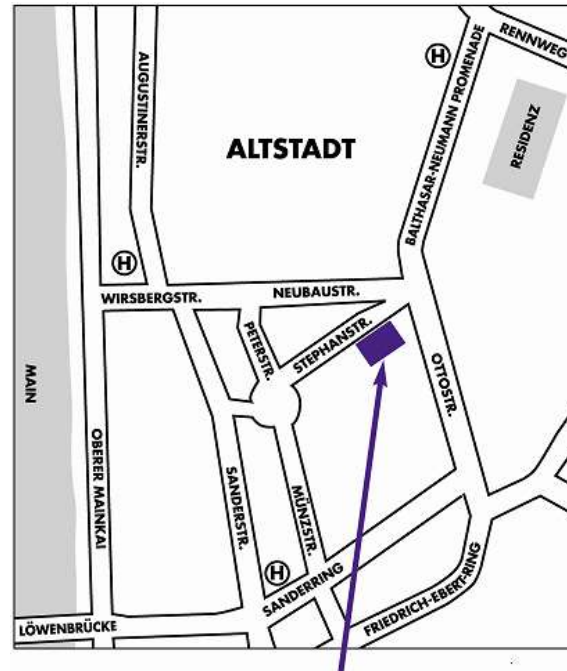 RENNWEG
AUGUSTINERSTR.
H
BALTHASAR-NEUMANN PROMENADE
RESIDENZ
ALTSTADT
H
WIRSBERGSTR.
NEUBAUSTR.
PETERSTR.
STEPHANSTR.
OTTOSTR.
MAIN
OBERER MAINKAI
SANDERSTR.
MÜNZSTR.
H
SANDERRING
FRIEDRICH-EBERT-RING
LÖWENBRÜCKE